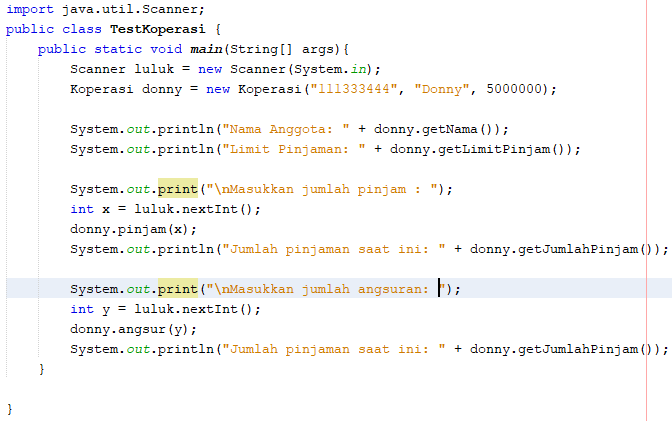 import java.util.Scanner;
public class TestKoperasi {
public static void main(String[] args){
Scanner luluk = new Scanner(System.in);
Koperasi donny = new Koperasi("111333444", "Donny", 5000000);
System.out.println("Nama Anggota: " + donny.getNama());
System.out.println("Limit Pinjaman: " + donny.getLimitPinjam());
System.out.print("\nMasukkan jumlah pinjam : ");
int x = luluk.nextInt();
donny.pinjam(x);
System.out.println("Jumlah pinjaman saat ini: " + donny.getJumlahPinjam());
System.out.print("\nMasukkan jumlah angsuran: ");
int y = luluk.nextInt();
donny.angsur(y);
System.out.println("Jumlah pinjaman saat ini: " + donny.getJumlahPinjam());
}
}